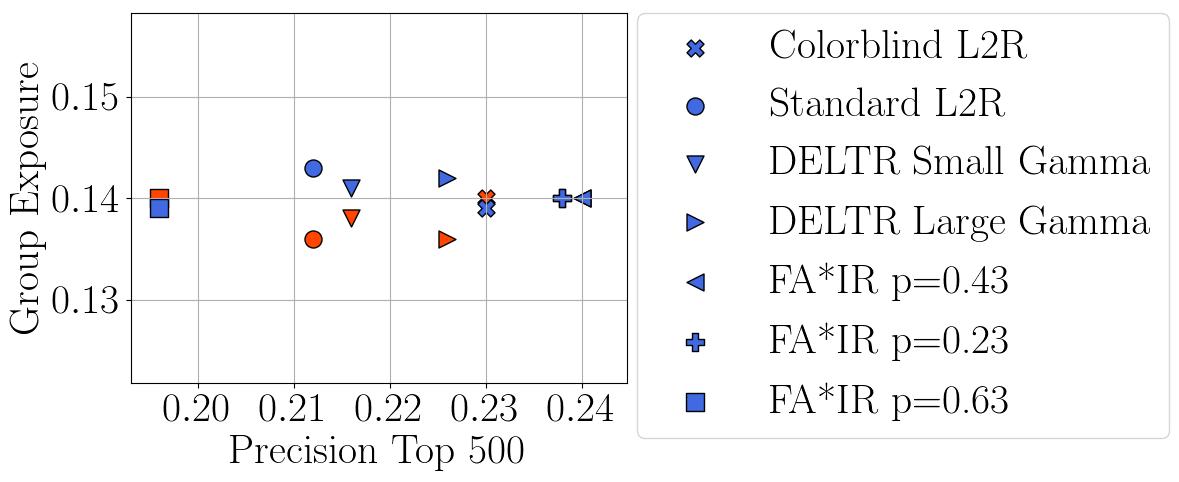 Group Exposure
0.15
0.14
0.13
0.20 0.21 0.22 0.23 0.24
Precision Top 500
Colorblind L2R
Standard L2R
DELTR Small Gamma
DELTR Large Gamma
FA*IR p=0.43
FA*IR p=0.23
FA*IR p=0.63